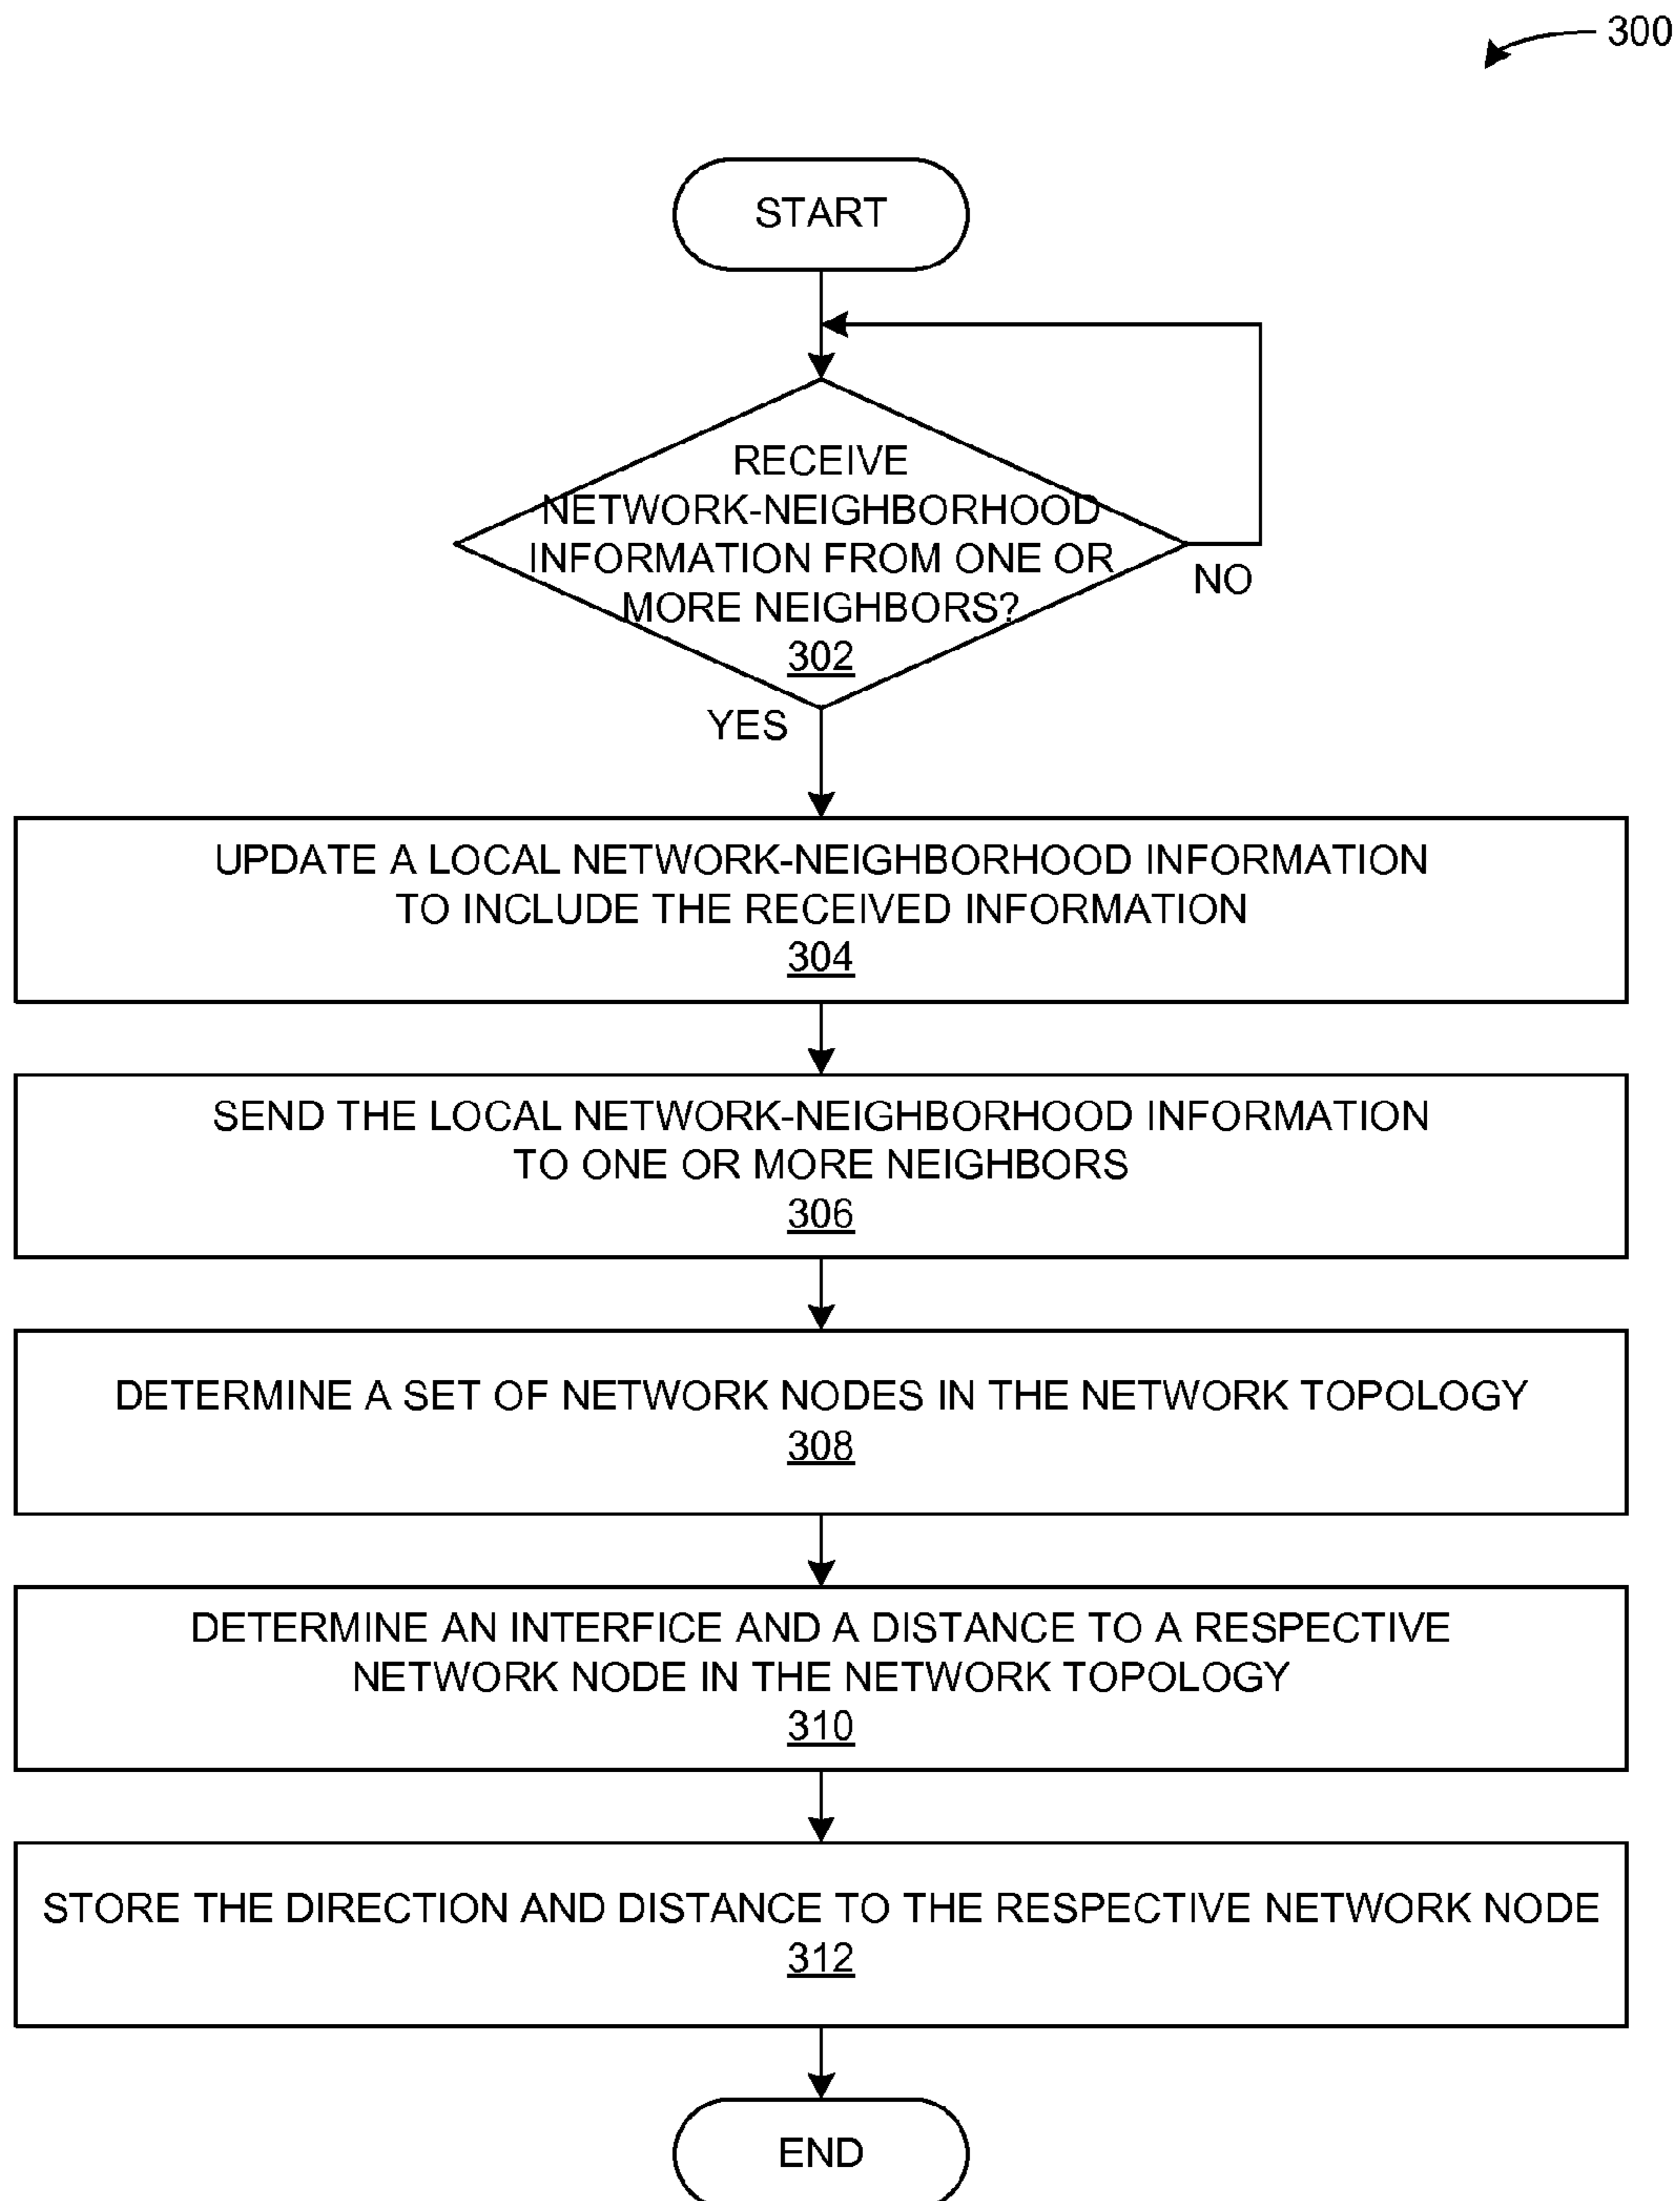 300
START
RECEIVE
NETWORK-NEIGHBORHOOD
INFORMATION FROM ONE OR
MORE NEIGHBORS?
302
NO
YES
UPDATE A LOCAL NETWORK-NEIGHBORHOOD INFORMATION
TO INCLUDE THE RECEIVED INFORMATION
304
SEND THE LOCAL NETWORK-NEIGHBORHOOD INFORMATION
TO ONE OR MORE NEIGHBORS
306
DETERMINE A SET OF NETWORK NODES IN THE NETWORK TOPOLOGY
308
DETERMINE AN INTERFICE AND A DISTANCE TO A RESPECTIVE
NETWORK NODE IN THE NETWORK TOPOLOGY
310
STORE THE DIRECTION AND DISTANCE TO THE RESPECTIVE NETWORK NODE
312
END